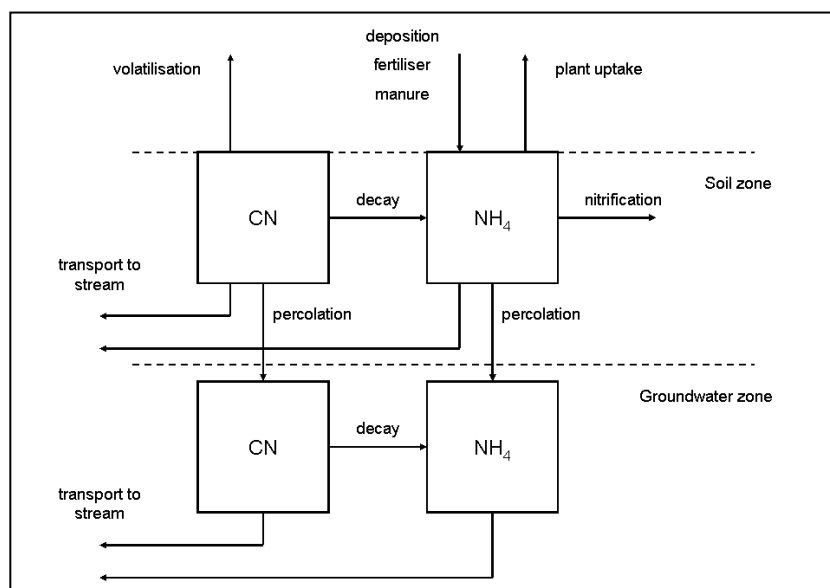 deposition
volatilisation
fertiliser
plant uptake
manure
Soil zone
decay
nitrification
CN
NH₄
transport to
stream
percolation
percolation
Groundwater zone
decay
CN
NH₄
transport to
stream